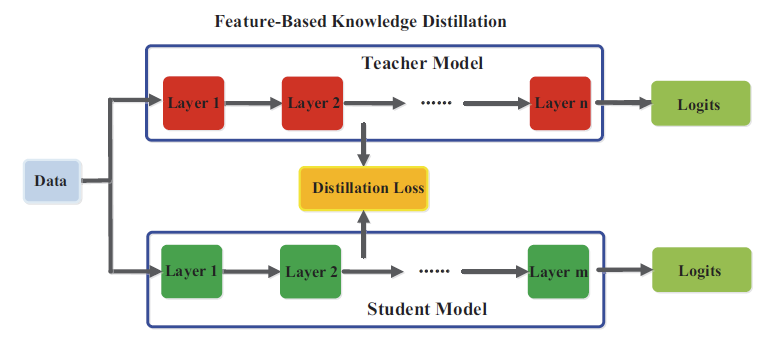 Feature-Based Knowledge Distillation
Teacher Model
Layer 1
Layer 2
......
Layer n
Logits
Data
Distillation Loss
Layer 1
Layer 2
......
Layer m
Logits
Student Model